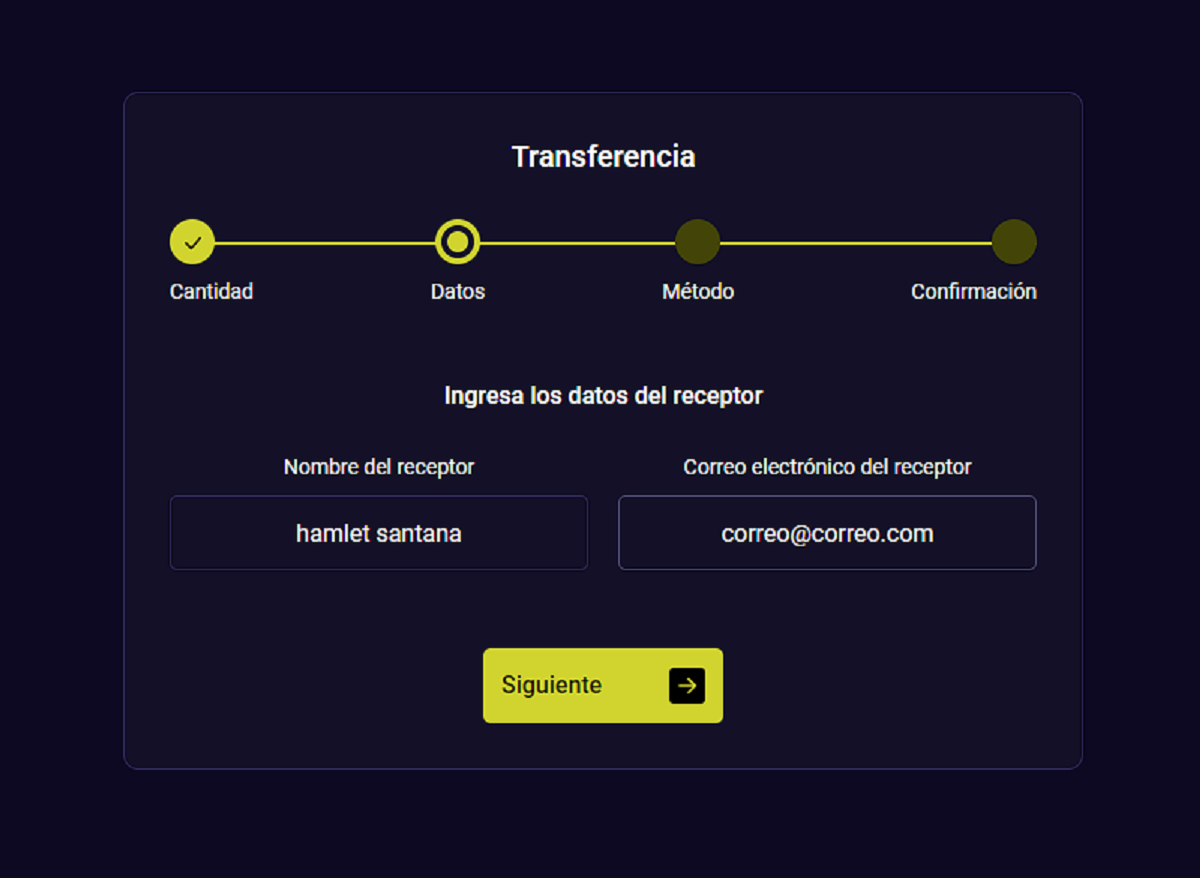 Transferencia
Cantidad Datos Método Confirmación
Ingresa los datos del receptor
Nombre del receptor Correo electrónico del receptor
hamlet santana correo@correo.com
Siguiente